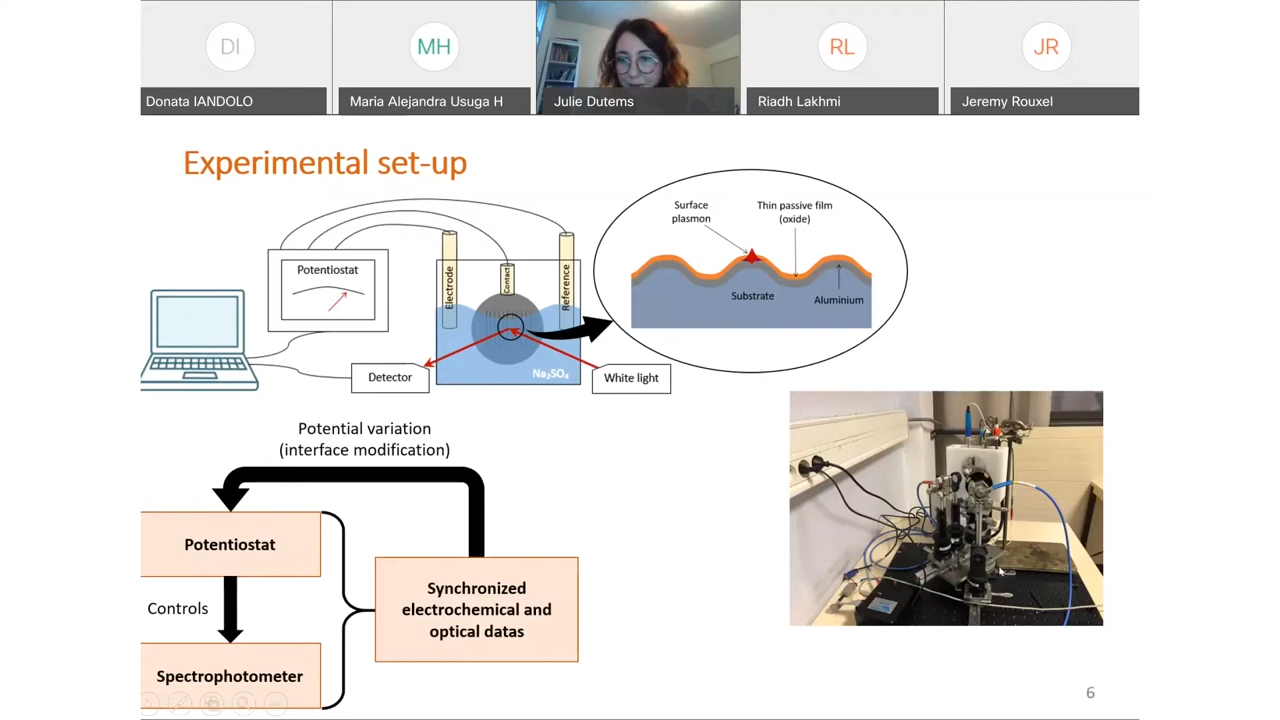 DI
MH
RL
JR
Donata IANDOLO
Maria Alejandra Usuga H
Julie Dutems
Riadh Lakhmi
Jeremy Rouxel
Experimental set-up
Potentiostat
Electrode
Contact
Reference
Detector
Na₂SO₄
White light
Surface
plasmon
Thin passive film
(oxide)
Substrate
Aluminium
Potential variation
(interface modification)
Potentiostat
Controls
Spectrophotometer
Synchronized
electrochemical and
optical datas
6